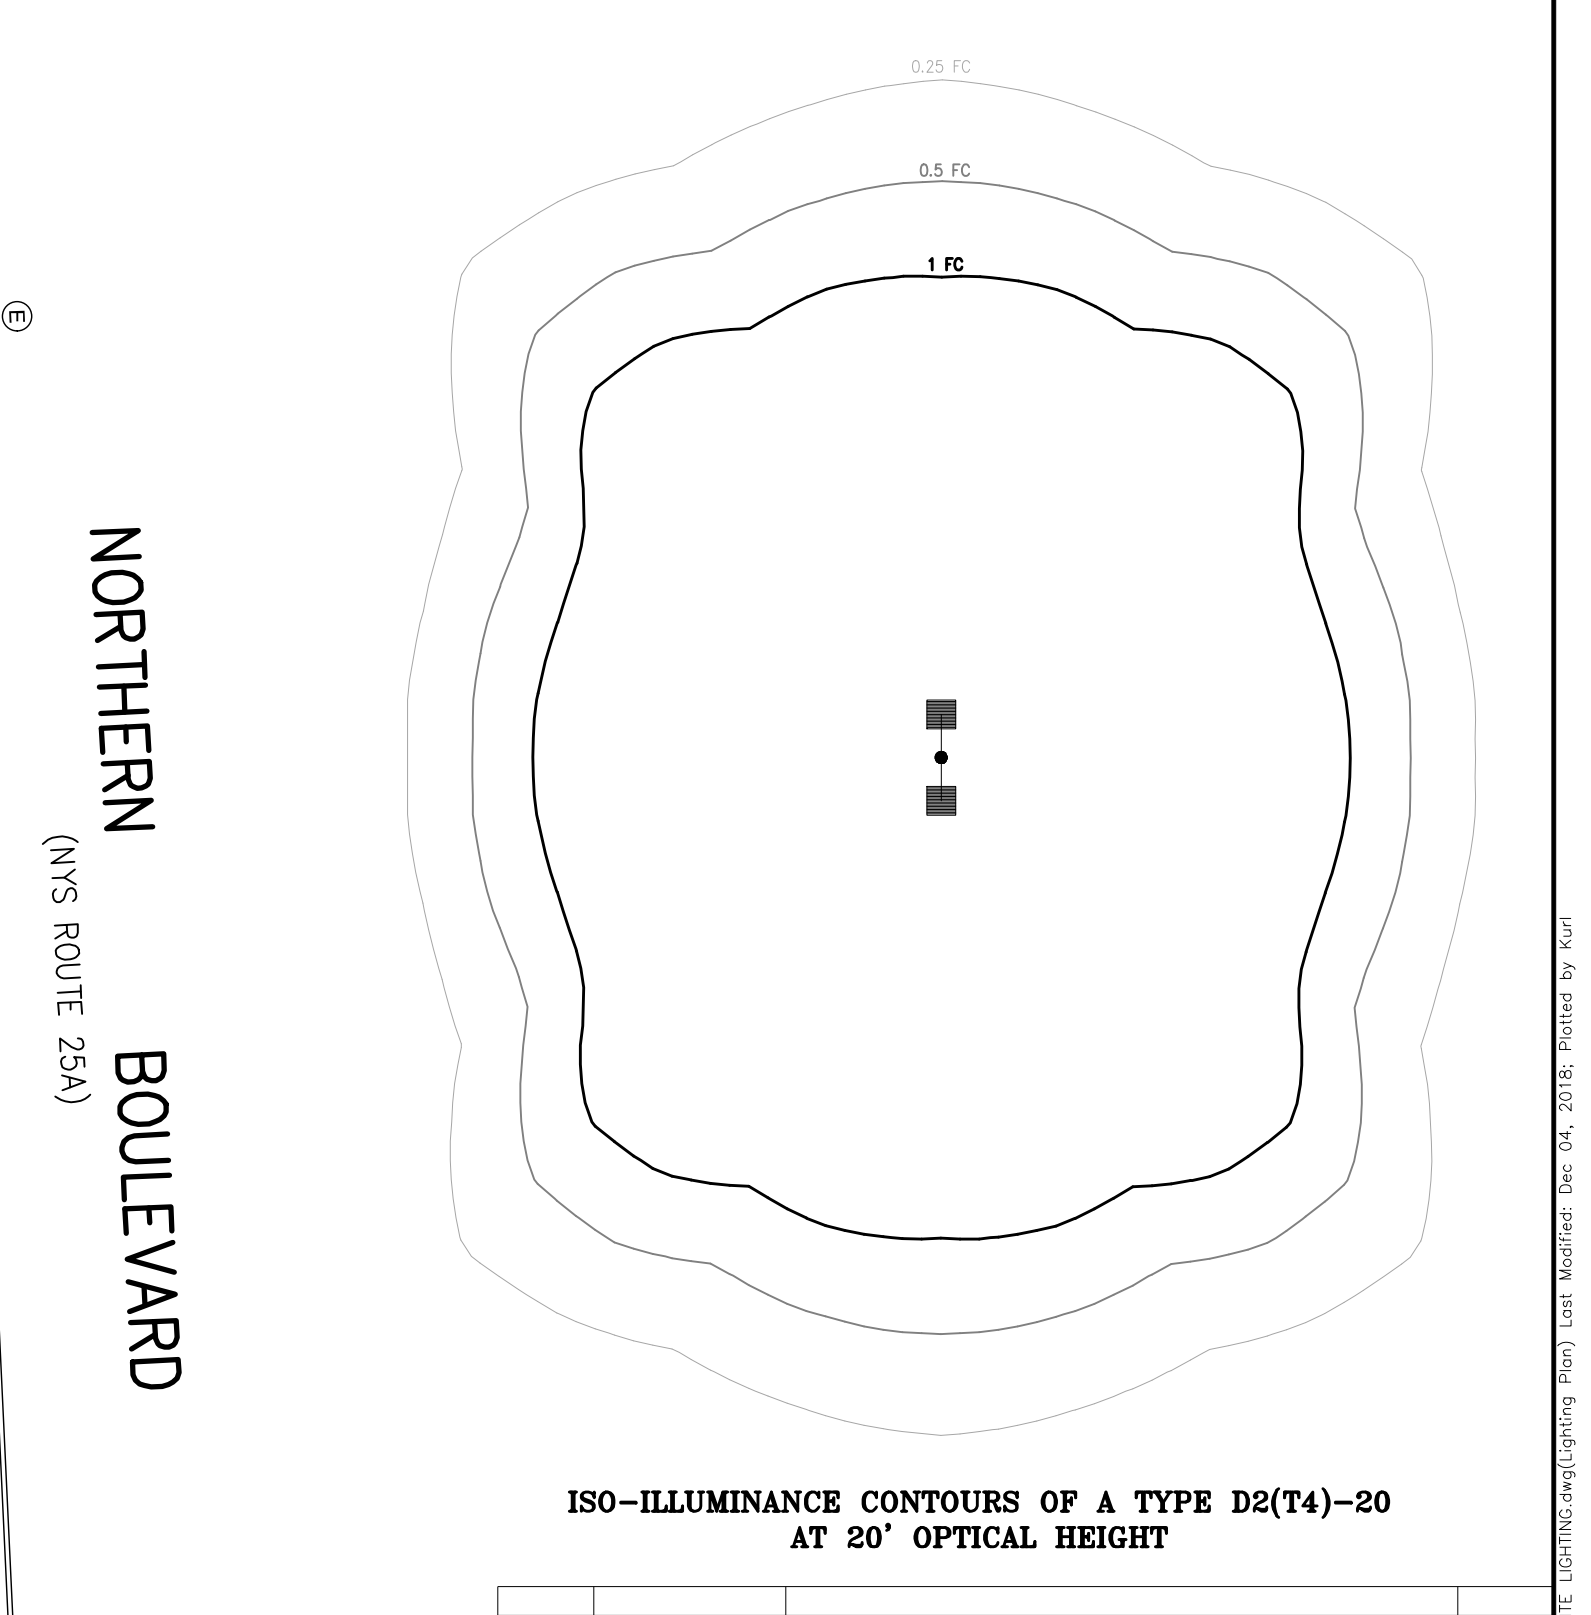 0.25 FC
0.5 FC
1 FC
E
NORTHERN BOULEVARD
(NYS ROUTE 25A)
ISO-ILLUMINANCE CONTOURS OF A TYPE D2(T4)-20
AT 20' OPTICAL HEIGHT
TE LIGHTING.dwg(Lighting Plan) Last Modified: Dec 04, 2018; Plotted by Kurl